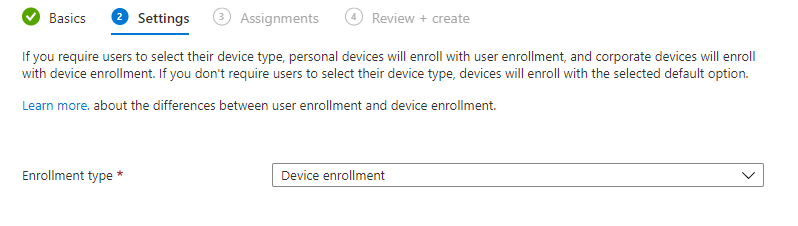 Basics 2 Settings 3 Assignments 4 Review + create
If you require users to select their device type, personal devices will enroll with user enrollment, and corporate devices will enroll
with device enrollment. If you don't require users to select their device type, devices will enroll with the selected default option.
Learn more. about the differences between user enrollment and device enrollment.
Enrollment type * Device enrollment